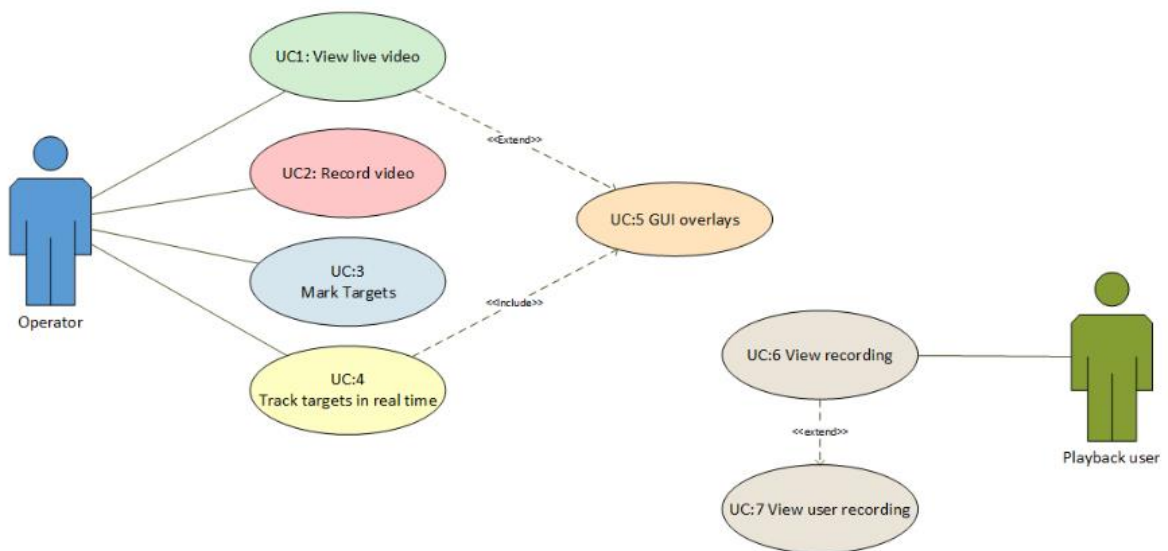 UC1: View live video
<<Extend>>
UC2: Record video
UC:5 GUI overlays
UC:3
Mark Targets
<<Include>>
Operator
UC:4
Track targets in real time
UC:6 View recording
<<extend>>
Playback user
UC:7 View user recording